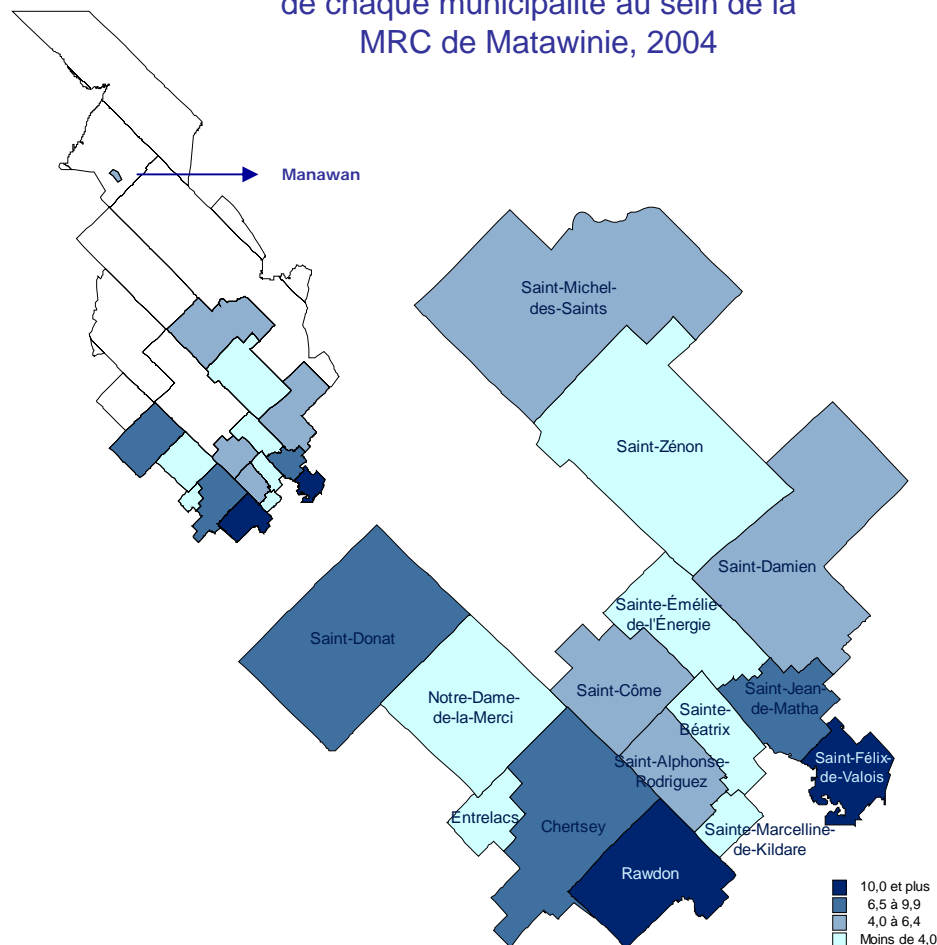 de chaque municipalité au sein de la
MRC de Matawinie, 2004
Manawan
Saint-Michel-
des-Saints
Saint-Zénon
Saint-Damien
Sainte-Émélie-
de-l'Énergie
Saint-Donat
Saint-Côme
Notre-Dame-
de-la-Merci
Sainte-
Béatrix
Saint-Jean-
de-Matha
Saint-Alphonse-
Rodriguez
Saint-Félix-
de-Valois
Entrelacs
Chertsey
Sainte-Marcelline-
de-Kildare
Rawdon
10,0 et plus
6,5 à 9,9
4,0 à 6,4
Moins de 4,0